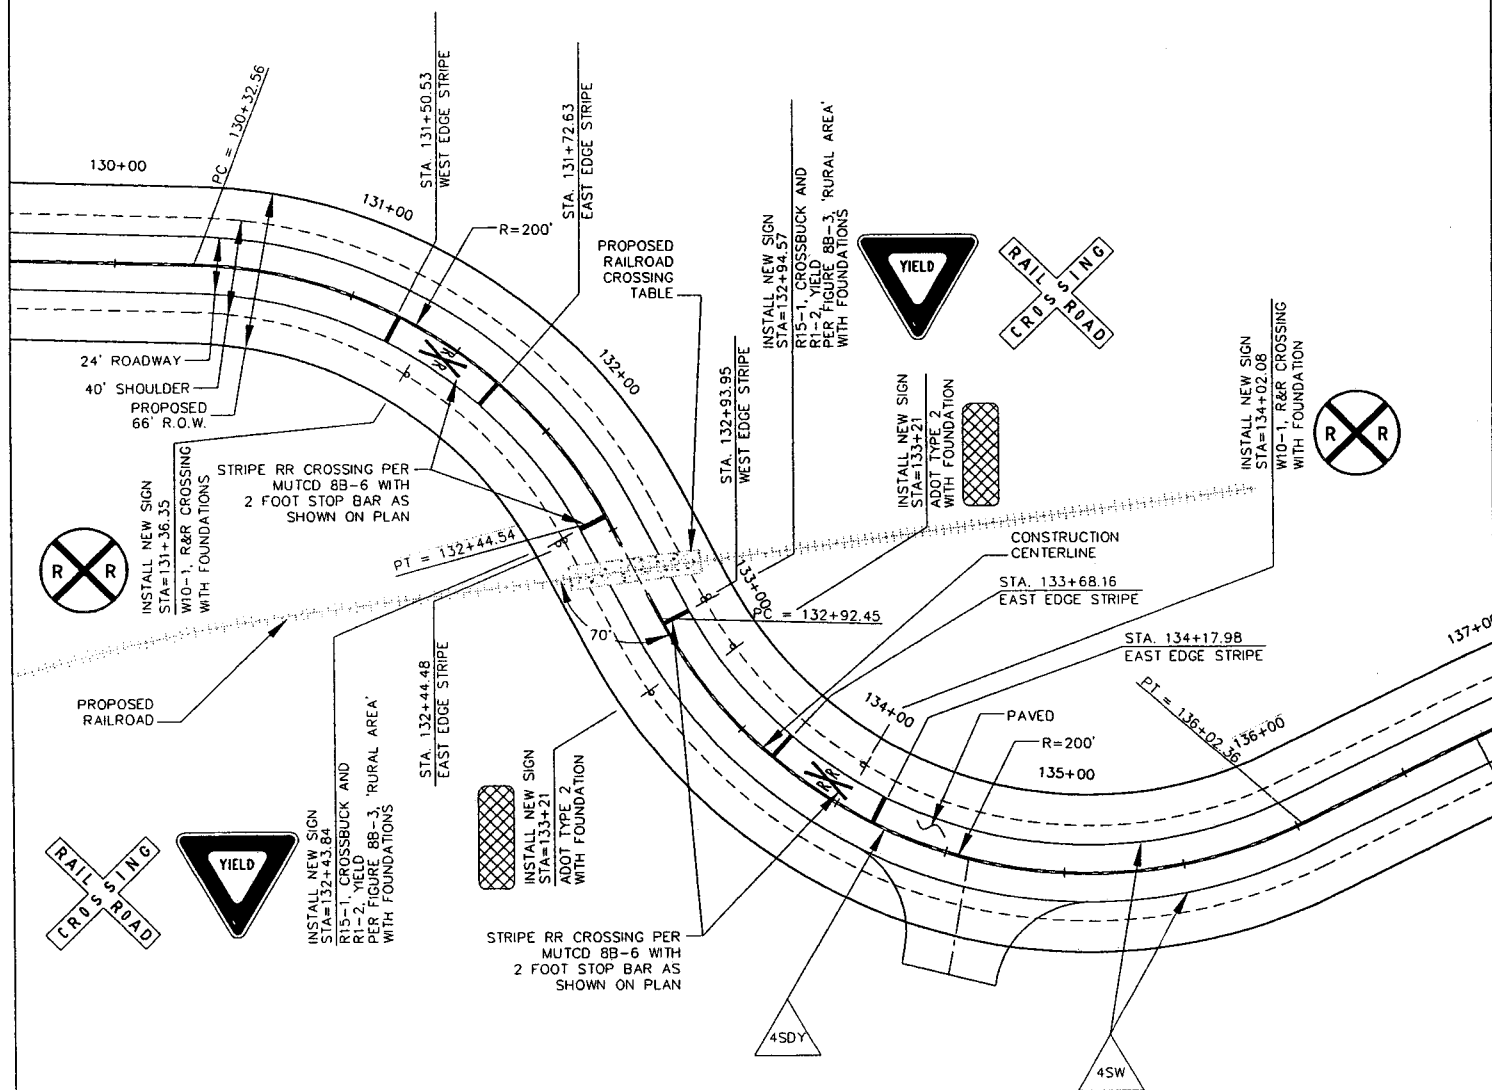 130+00
PC = 130+32.56
131+00
STA. 131+50.53
WEST EDGE STRIPE
R=200'
STA. 131+72.63
EAST EDGE STRIPE
PROPOSED
RAILROAD
CROSSING
TABLE
132+00
INSTALL NEW SIGN
STA=132+94.57
R15-1, CROSSBUCK AND
R1-2, YIELD
PER FIGURE 8B-3, 'RURAL AREA'
WITH FOUNDATIONS
YIELD
RAIL ROAD
CROSSING
24' ROADWAY
40' SHOULDER
PROPOSED
66' R.O.W.
RR
STRIPE RR CROSSING PER
MUTCD 8B-6 WITH
2 FOOT STOP BAR AS
SHOWN ON PLAN
STA. 132+93.95
WEST EDGE STRIPE
INSTALL NEW SIGN
STA=133+21
ADOT TYPE 2
WITH FOUNDATION
INSTALL NEW SIGN
STA=134+02.08
W10-1, R&R CROSSING
WITH FOUNDATION
R R
R R
INSTALL NEW SIGN
STA=131+36.35
W10-1, R&R CROSSING
WITH FOUNDATIONS
PT = 132+44.54
133+00
PC = 132+92.45
CONSTRUCTION
CENTERLINE
STA. 133+68.16
EAST EDGE STRIPE
STA. 134+17.98
EAST EDGE STRIPE
137+00
70'
PROPOSED
RAILROAD
STA. 132+44.48
EAST EDGE STRIPE
134+00
PAVED
R=200'
135+00
PT = 136+02.36
136+00
RR
RAIL ROAD
CROSSING
YIELD
INSTALL NEW SIGN
STA=132+43.84
R15-1, CROSSBUCK AND
R1-2, YIELD
PER FIGURE 8B-3, 'RURAL AREA'
WITH FOUNDATIONS
INSTALL NEW SIGN
STA=133+21
ADOT TYPE 2
WITH FOUNDATION
STRIPE RR CROSSING PER
MUTCD 8B-6 WITH
2 FOOT STOP BAR AS
SHOWN ON PLAN
4SDY
4SW